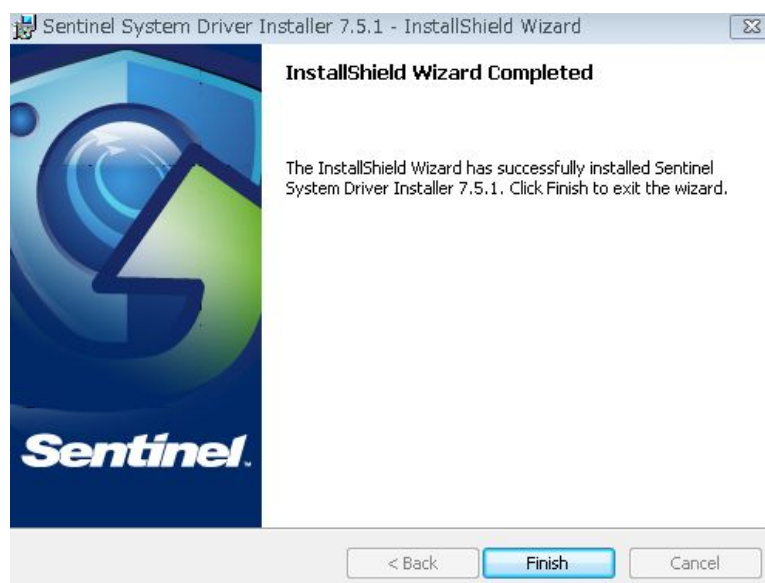 Sentinel System Driver Installer 7.5.1 - InstallShield Wizard
InstallShield Wizard Completed
The InstallShield Wizard has successfully installed Sentinel
System Driver Installer 7.5.1. Click Finish to exit the wizard.
Sentinel
< Back
Finish
Cancel